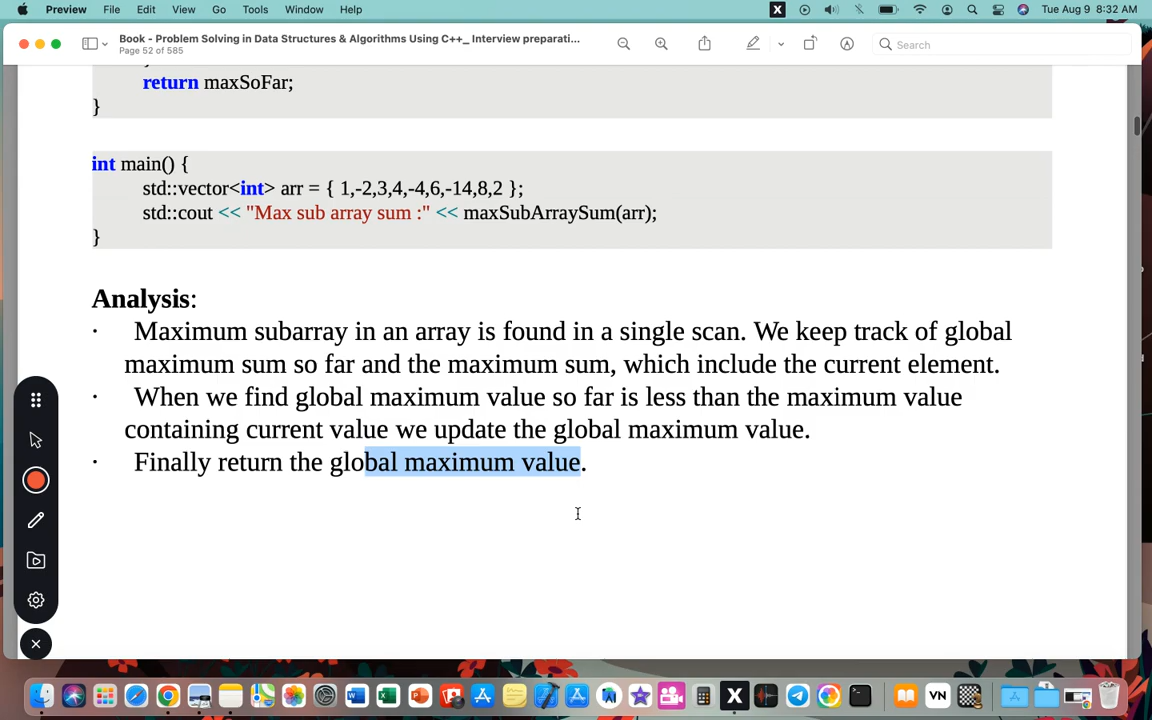 Preview File Edit View Go Tools Window Help X Tue Aug 9 8:32 AM
Book - Problem Solving in Data Structures & Algorithms Using C++_ Interview preparati...
Page 52 of 585
Search
return maxSoFar;
}
int main() {
std::vector<int> arr = { 1,-2,3,4,-4,6,-14,8,2 };
std::cout << "Max sub array sum :" << maxSubArraySum(arr);
}
Analysis:
· Maximum subarray in an array is found in a single scan. We keep track of global
maximum sum so far and the maximum sum, which include the current element.
· When we find global maximum value so far is less than the maximum value
containing current value we update the global maximum value.
· Finally return the global maximum value.
VN